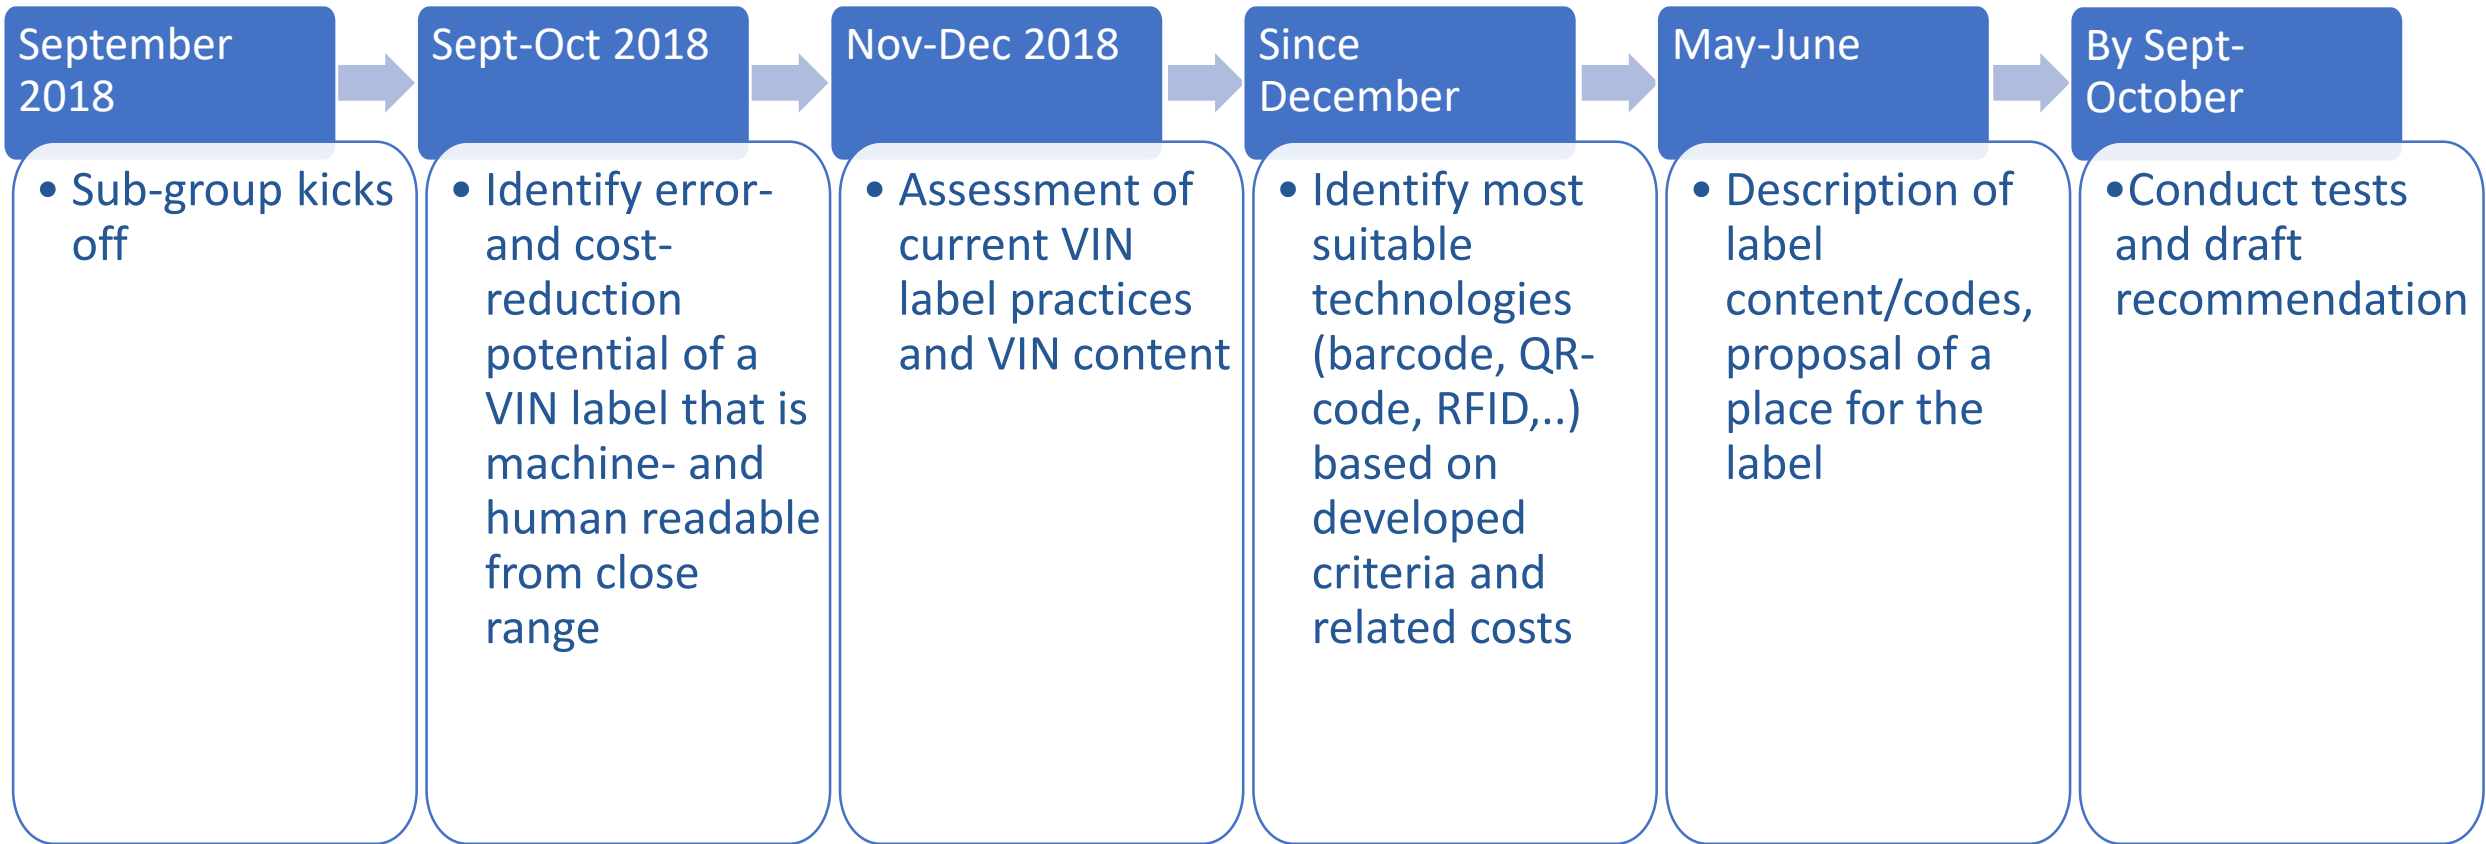 September
2018
• Sub-group kicks
off
Sept-Oct 2018
• Identify error-
and cost-
reduction
potential of a
VIN label that is
machine- and
human readable
from close
range
Nov-Dec 2018
• Assessment of
current VIN
label practices
and VIN content
Since
December
• Identify most
suitable
technologies
(barcode, QR-
code, RFID,..)
based on
developed
criteria and
related costs
May-June
• Description of
label
content/codes,
proposal of a
place for the
label
By Sept-
October
•Conduct tests
and draft
recommendation